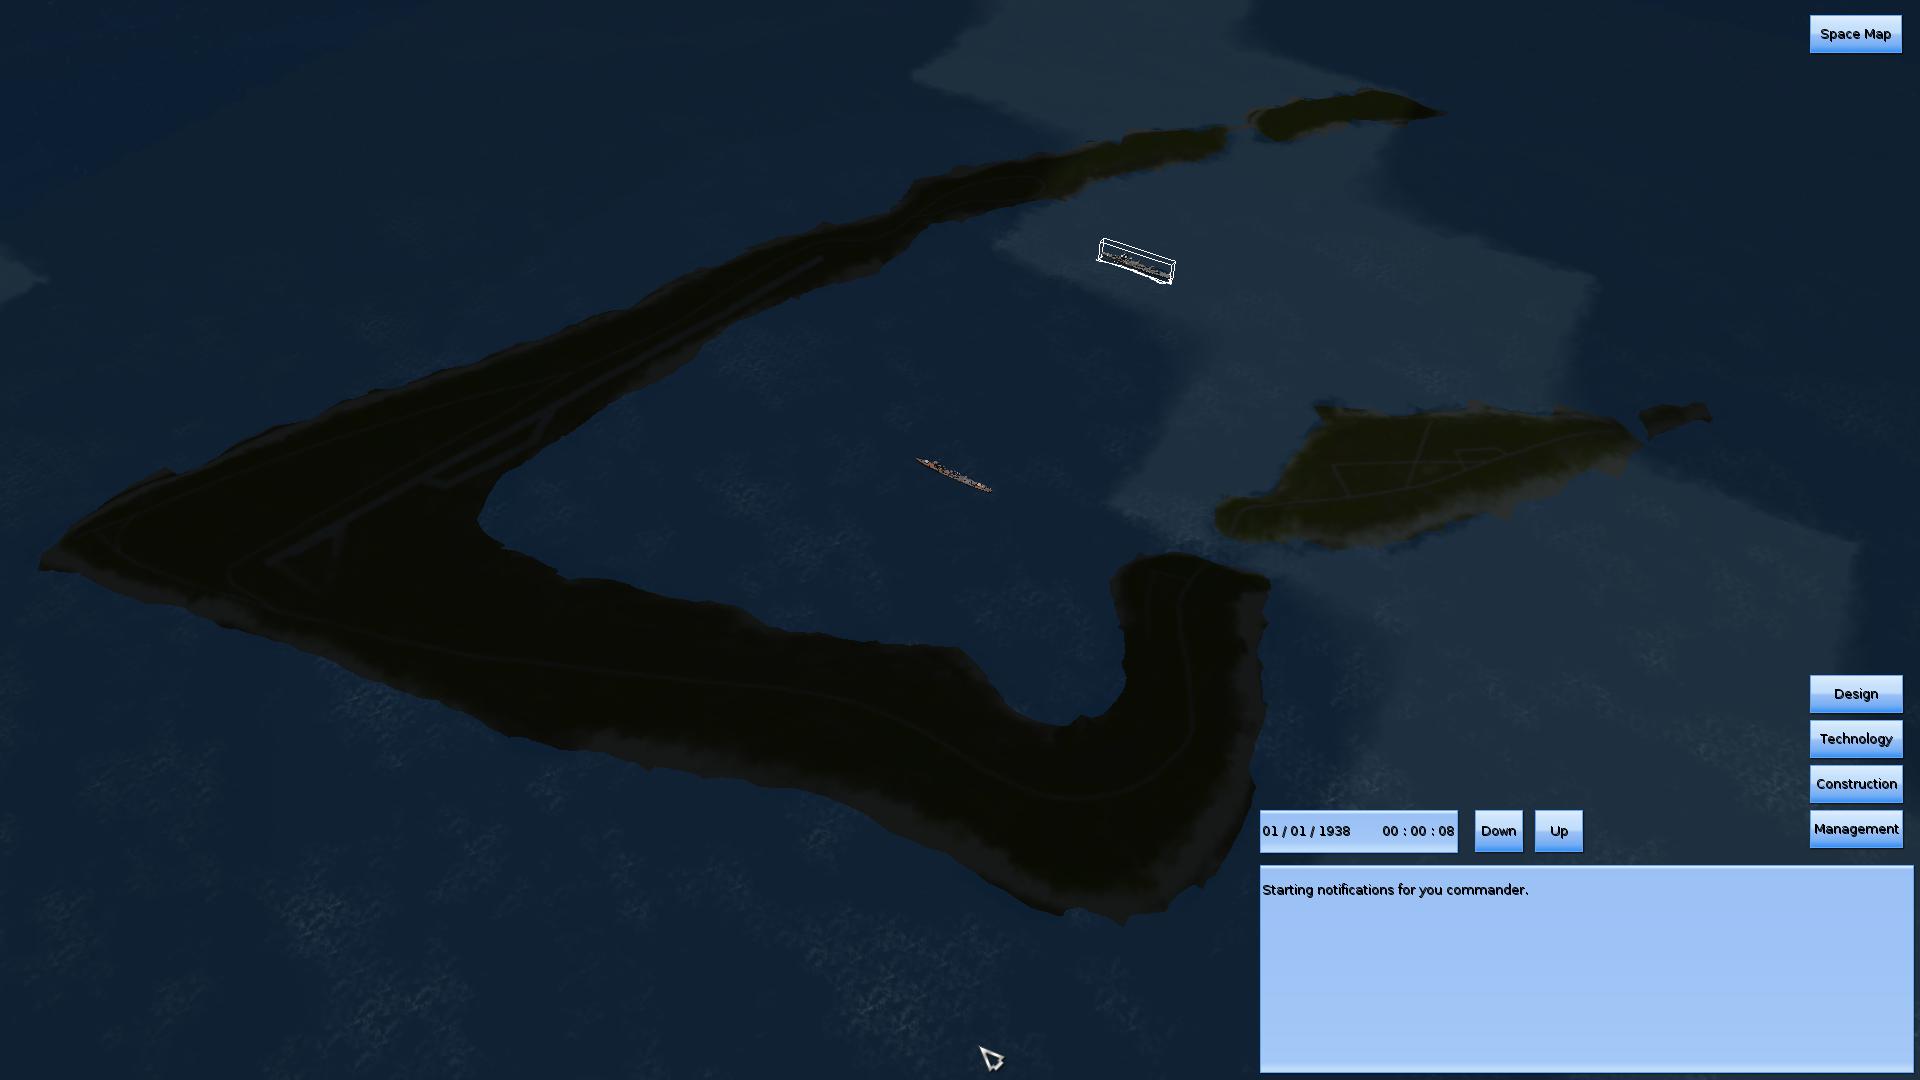 Space Map
Design
Technology
Construction
Management
01 / 01 / 1938 00 : 00 : 08
Down
Up
Starting notifications for you commander.